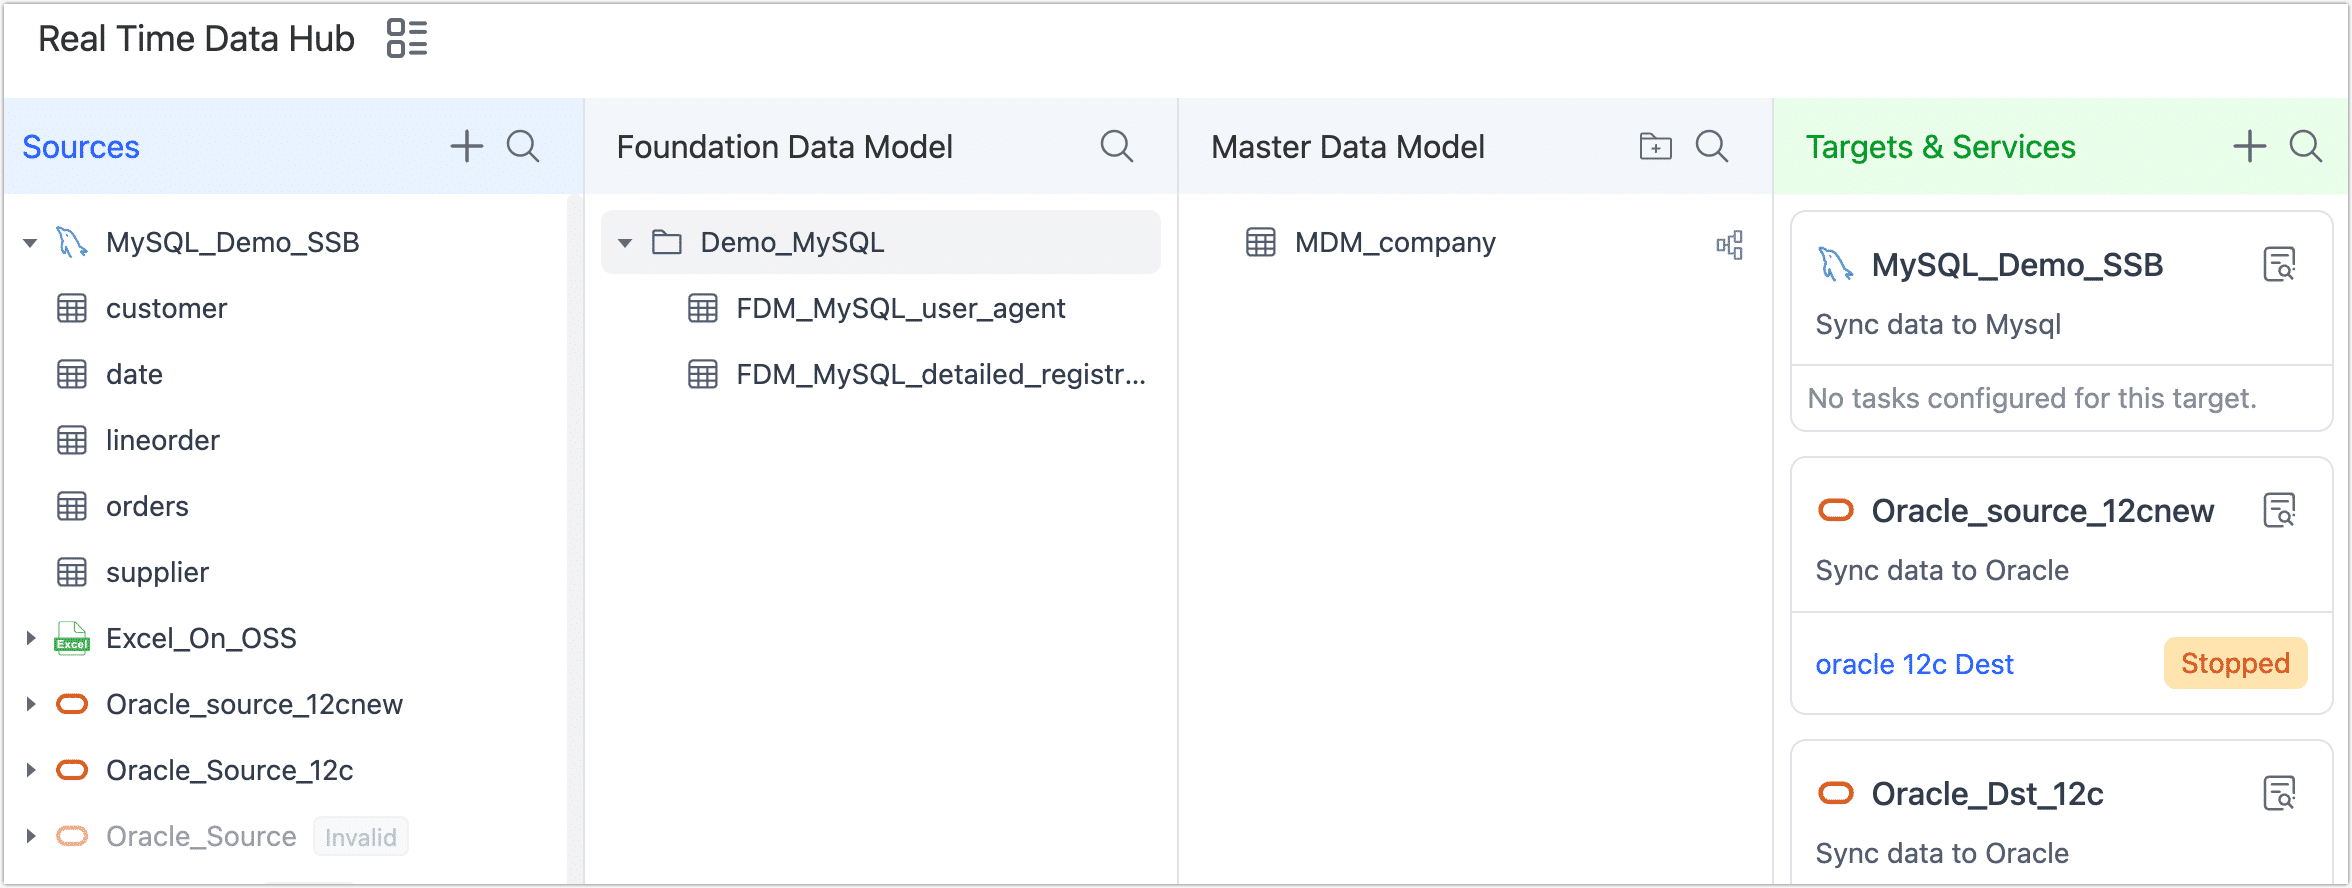 Real Time Data Hub
Sources
MySQL_Demo_SSB
customer
date
lineorder
orders
supplier
Excel
Excel_On_OSS
Oracle_source_12cnew
Oracle_Source_12c
Oracle_Source Invalid
Foundation Data Model
Demo_MySQL
FDM_MySQL_user_agent
FDM_MySQL_detailed_registr...
Master Data Model
MDM_company
Targets & Services
MySQL_Demo_SSB
Sync data to Mysql
No tasks configured for this target.
Oracle_source_12cnew
Sync data to Oracle
oracle 12c Dest Stopped
Oracle_Dst_12c
Sync data to Oracle